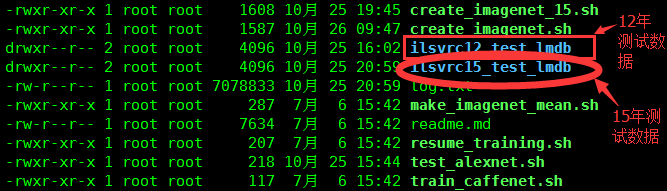 -rwxr-xr-x 1 root root 1608 10月 25 19:45 create_imagenet_15.sh
-rwxr-xr-x 1 root root 1587 10月 26 09:47 create_imagenet.sh
drwxr--r-- 2 root root 4096 10月 25 16:02 ilsvrc12_test_lmdb
drwxr--r-- 2 root root 4096 10月 25 20:59 ilsvrc15_test_lmdb
-rw-r--r-- 1 root root 7078833 10月 25 20:59 log.txt
-rwxr-xr-x 1 root root 287 7月 6 15:42 make_imagenet_mean.sh
-rw-r--r-- 1 root root 7634 7月 6 15:42 readme.md
-rwxr-xr-x 1 root root 207 7月 6 15:42 resume_training.sh
-rwxr-xr-x 1 root root 218 10月 25 15:44 test_alexnet.sh
-rwxr-xr-x 1 root root 117 7月 6 15:42 train_caffenet.sh
12年
测试数
据
15年测
试数据